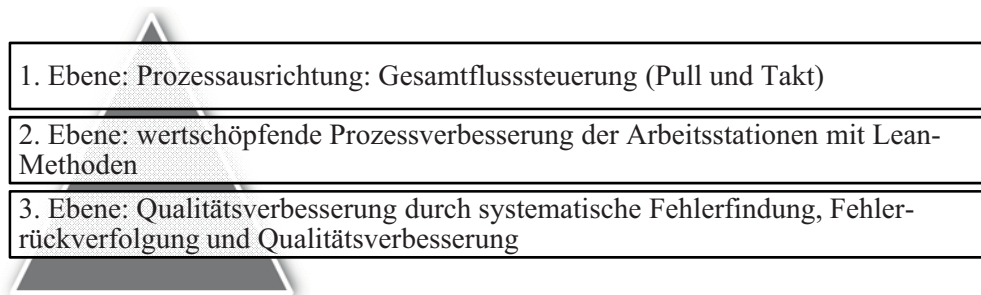 1. Ebene: Prozessausrichtung: Gesamtflusssteuerung (Pull und Takt)
2. Ebene: wertschöpfende Prozessverbesserung der Arbeitsstationen mit Lean-
Methoden
3. Ebene: Qualitätsverbesserung durch systematische Fehlerfindung, Fehler-
rückverfolgung und Qualitätsverbesserung